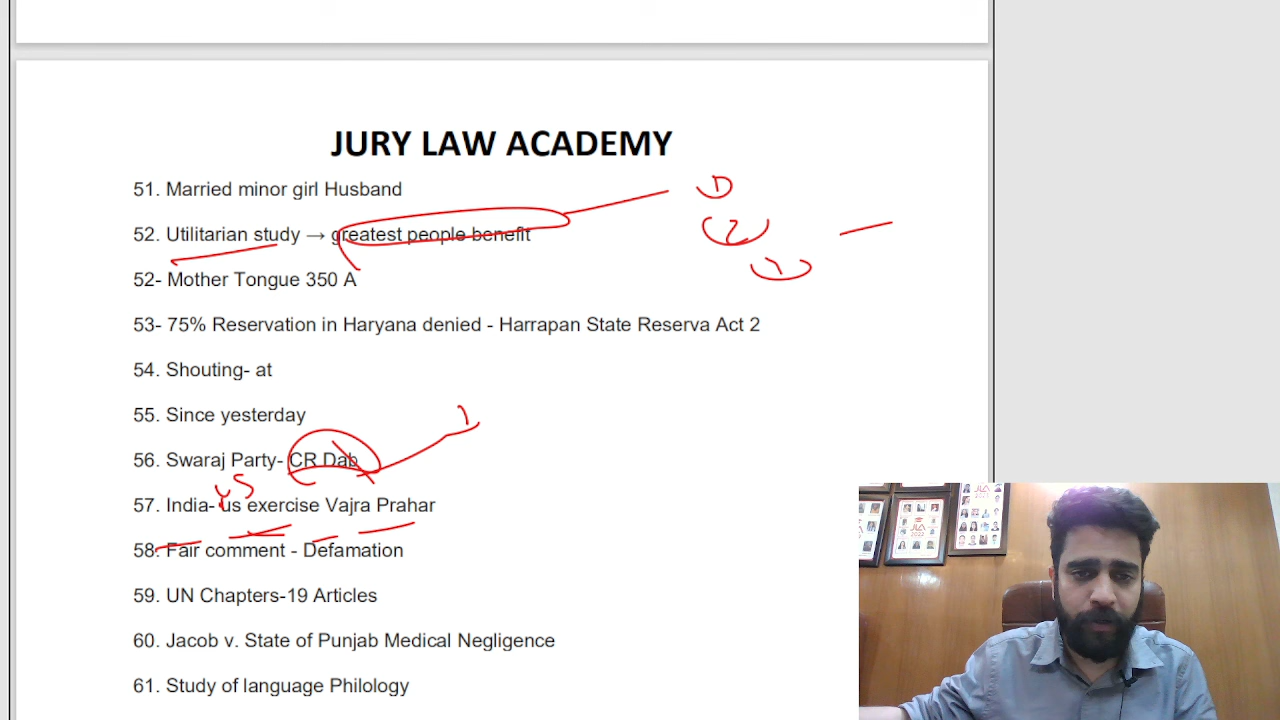 JURY LAW ACADEMY
51. Married minor girl Husband
D
52. Utilitarian study → greatest people benefit
2
52- Mother Tongue 350 A
53- 75% Reservation in Haryana denied - Harrapan State Reserva Act 2
54. Shouting- at
55. Since yesterday
56. Swaraj Party- CR Dab
57. India- us exercise Vajra Prahar
58. Fair comment - Defamation
59. UN Chapters-19 Articles
60. Jacob v. State of Punjab Medical Negligence
61. Study of language Philology